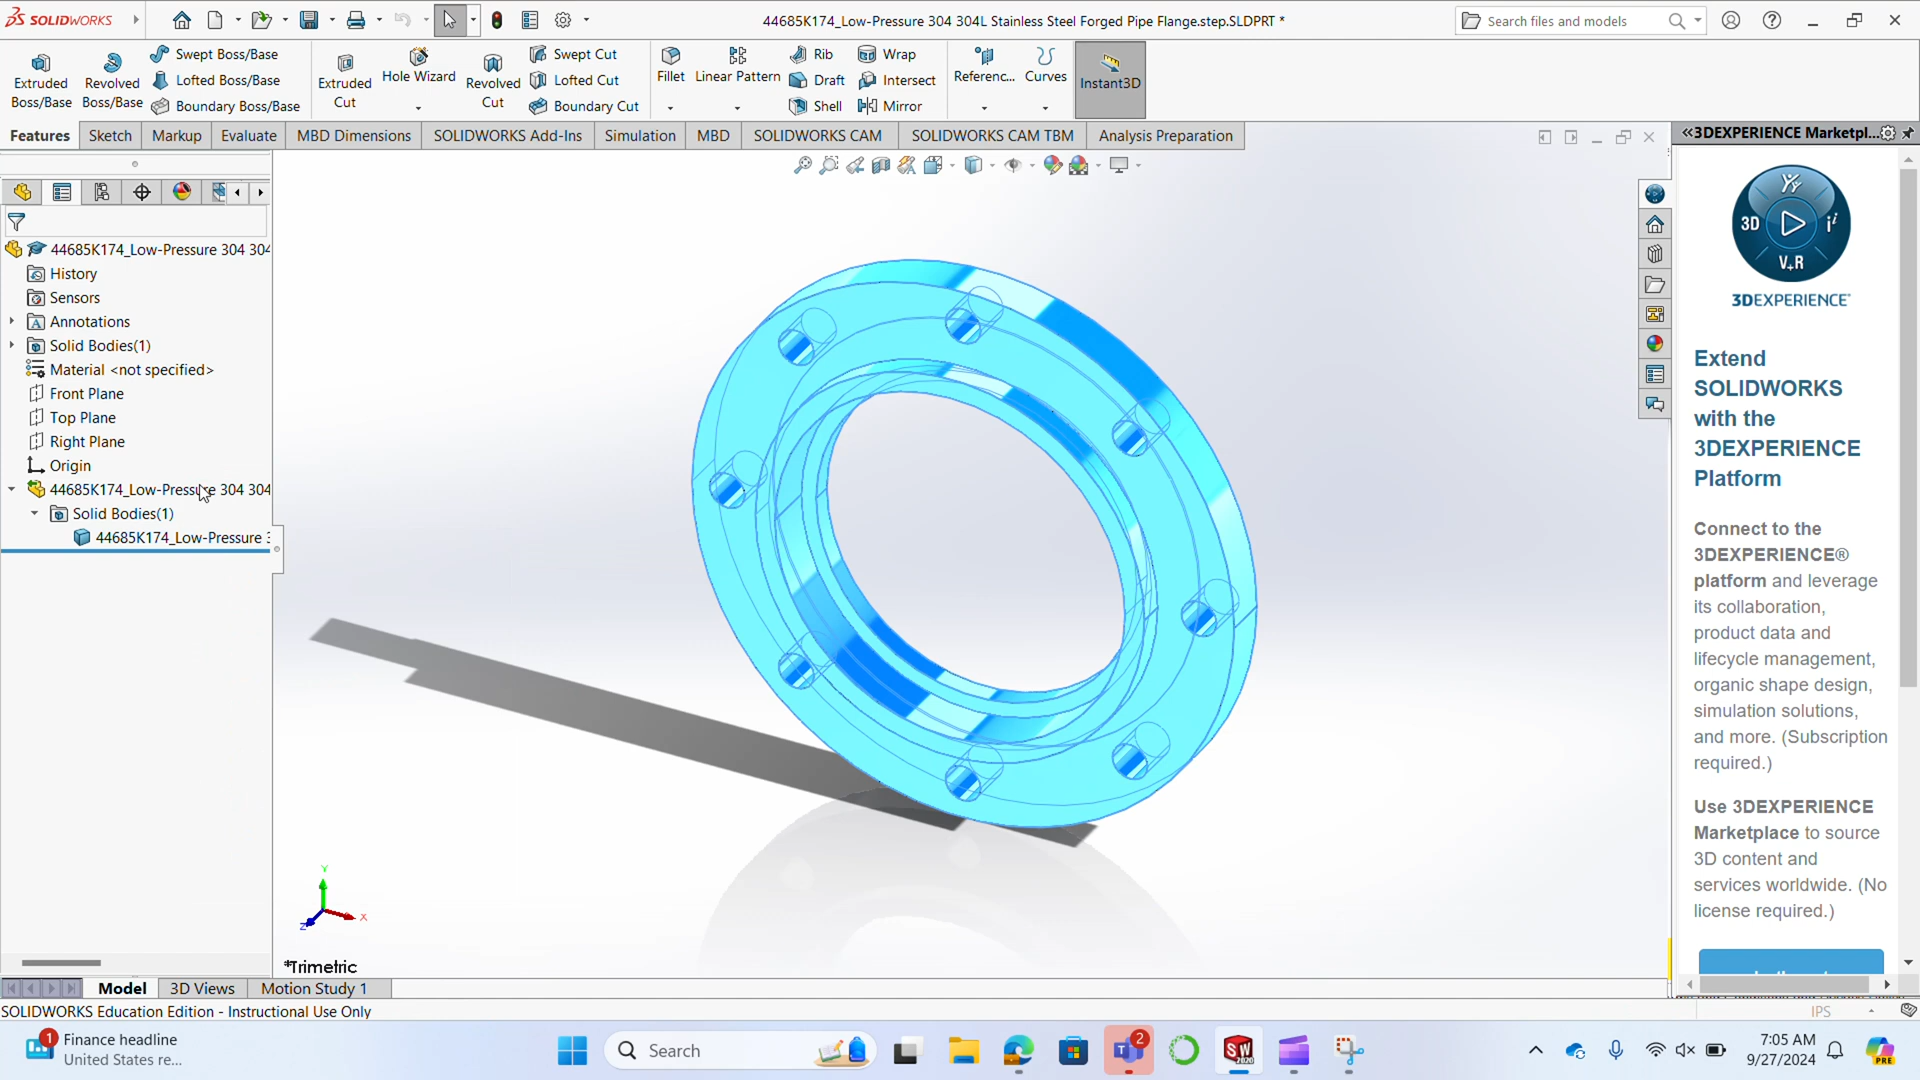 SOLIDWORKS
44685K174_Low-Pressure 304 304L Stainless Steel Forged Pipe Flange.step.SLDPRT *
Search files and models
Extruded Boss/Base
Revolved Boss/Base
Swept Boss/Base
Lofted Boss/Base
Boundary Boss/Base
Extruded Cut
Hole Wizard
Revolved Cut
Swept Cut
Lofted Cut
Boundary Cut
Fillet
Linear Pattern
Rib
Draft
Shell
Wrap
Intersect
Mirror
Referenc...
Curves
Instant3D
Features
Sketch
Markup
Evaluate
MBD Dimensions
SOLIDWORKS Add-Ins
Simulation
MBD
SOLIDWORKS CAM
SOLIDWORKS CAM TBM
Analysis Preparation
44685K174_Low-Pressure 304 304
History
Sensors
Annotations
Solid Bodies(1)
Material <not specified>
Front Plane
Top Plane
Right Plane
Origin
44685K174_Low-Pressure 304 304
Solid Bodies(1)
44685K174_Low-Pressure 3
Y
X
Z
*Trimetric
«3DEXPERIENCE Marketpl...
3D
V+R
3DEXPERIENCE®
Extend
SOLIDWORKS
with the
3DEXPERIENCE
Platform
Connect to the
3DEXPERIENCE®
platform and leverage
its collaboration,
product data and
lifecycle management,
organic shape design,
simulation solutions,
and more. (Subscription
required.)
Use 3DEXPERIENCE
Marketplace to source
3D content and
services worldwide. (No
license required.)
Model
3D Views
Motion Study 1
SOLIDWORKS Education Edition - Instructional Use Only
IPS
1
Finance headline
United States re...
Search
2
SW
2020
7:05 AM
9/27/2024
PRE